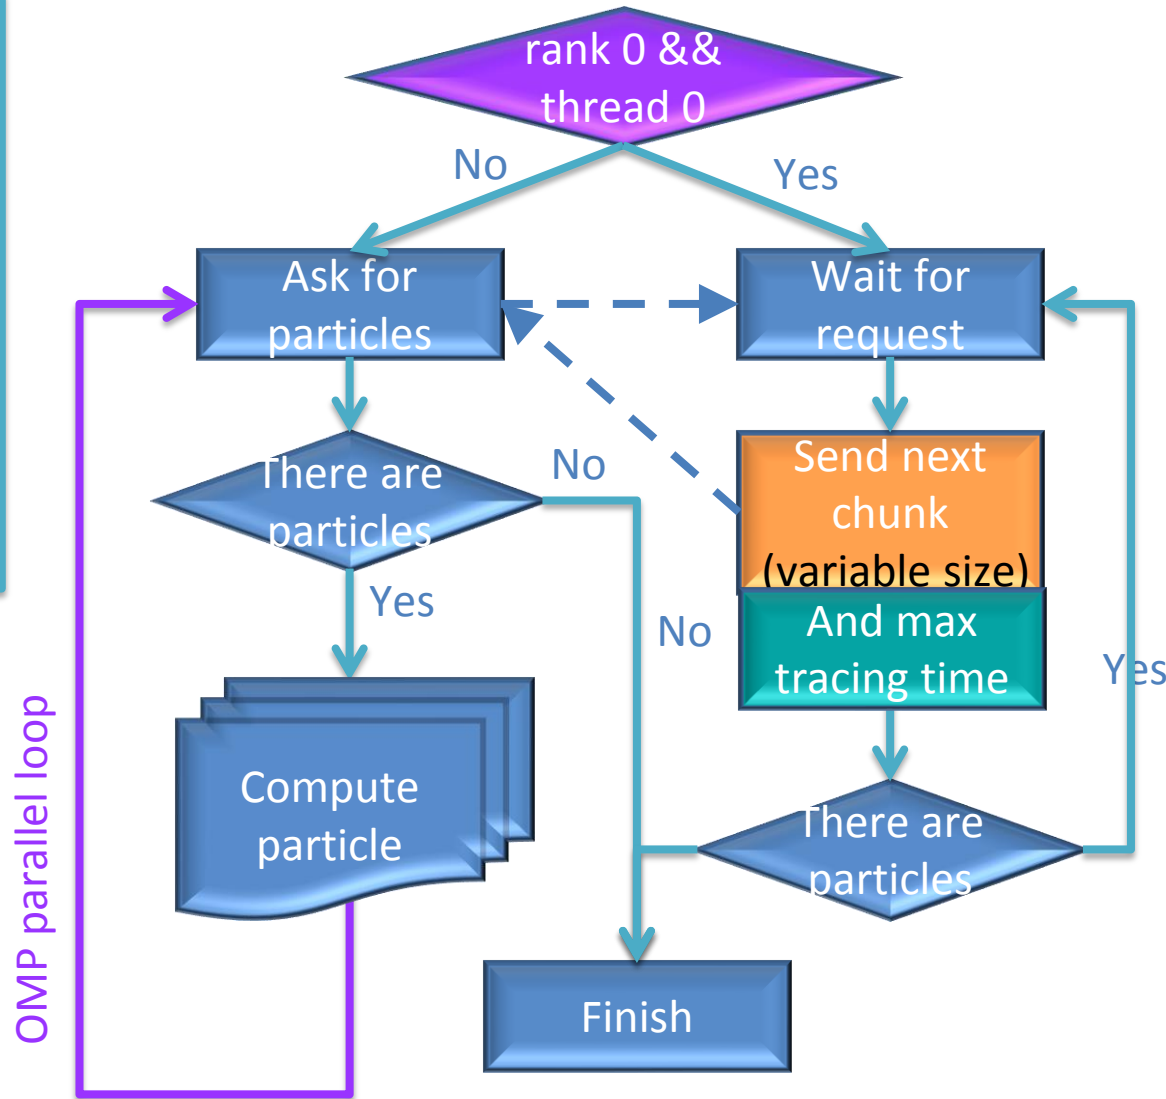 rank 0 &&
thread 0
No
Yes
Ask for
particles
Wait for
request
There are
particles
No
Send next
chunk
(variable size)
And max
tracing time
Yes
No
Yes
Compute
particle
There are
particles
OMP parallel loop
Finish